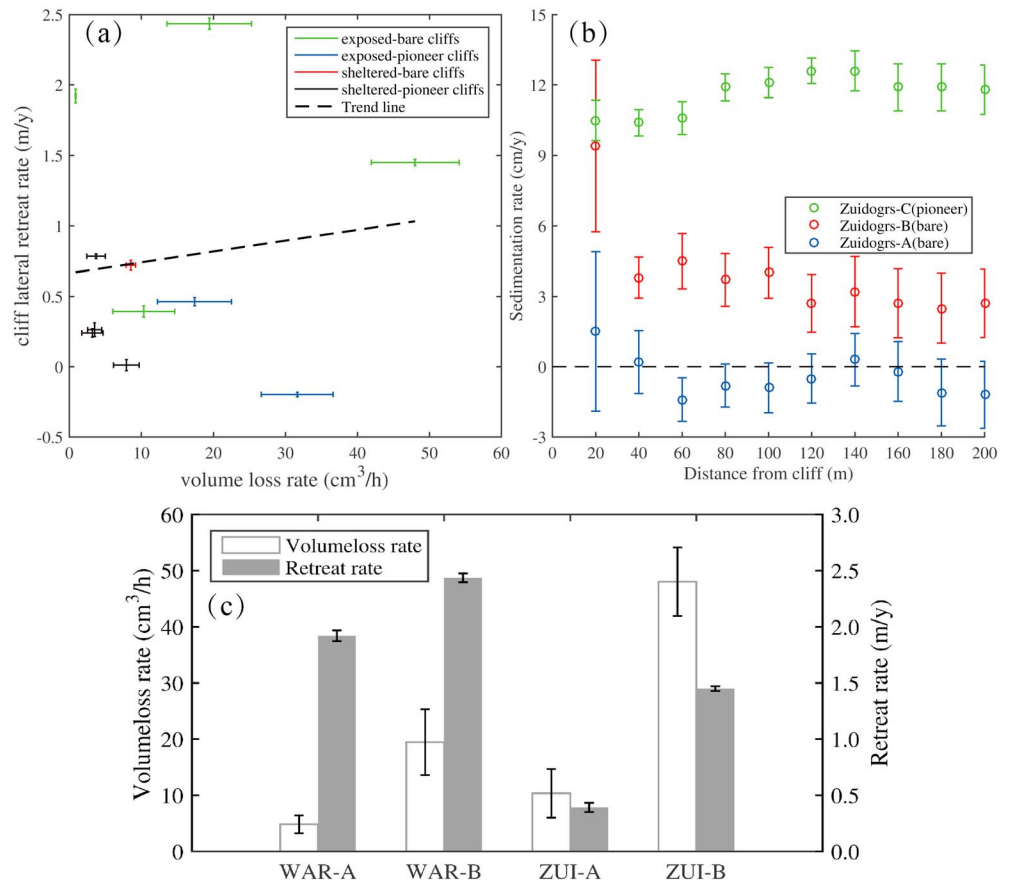 (a)
cliff lateral retreat rate (m/y)
2.5
2
1.5
1
0.5
0
-0.5
exposed-bare cliffs
exposed-pioneer cliffs
sheltered-bare cliffs
sheltered-pioneer cliffs
Trend line
0 10 20 30 40 50 60
volume loss rate (cm3/h)
(b)
Sedimentation rate (cm/y)
15
12
9
6
3
0
-3
Zuidogrs-C(pioneer)
Zuidogrs-B(bare)
Zuidogrs-A(bare)
0 20 40 60 80 100 120 140 160 180 200
Distance from cliff (m)
(c)
Volumeloss rate (cm3/h)
60
50
40
30
20
10
0
Volumeloss rate
Retreat rate
3.0
2.5
2.0
1.5
1.0
0.5
0.0
Retreat rate (m/y)
WAR-A WAR-B ZUI-A ZUI-B